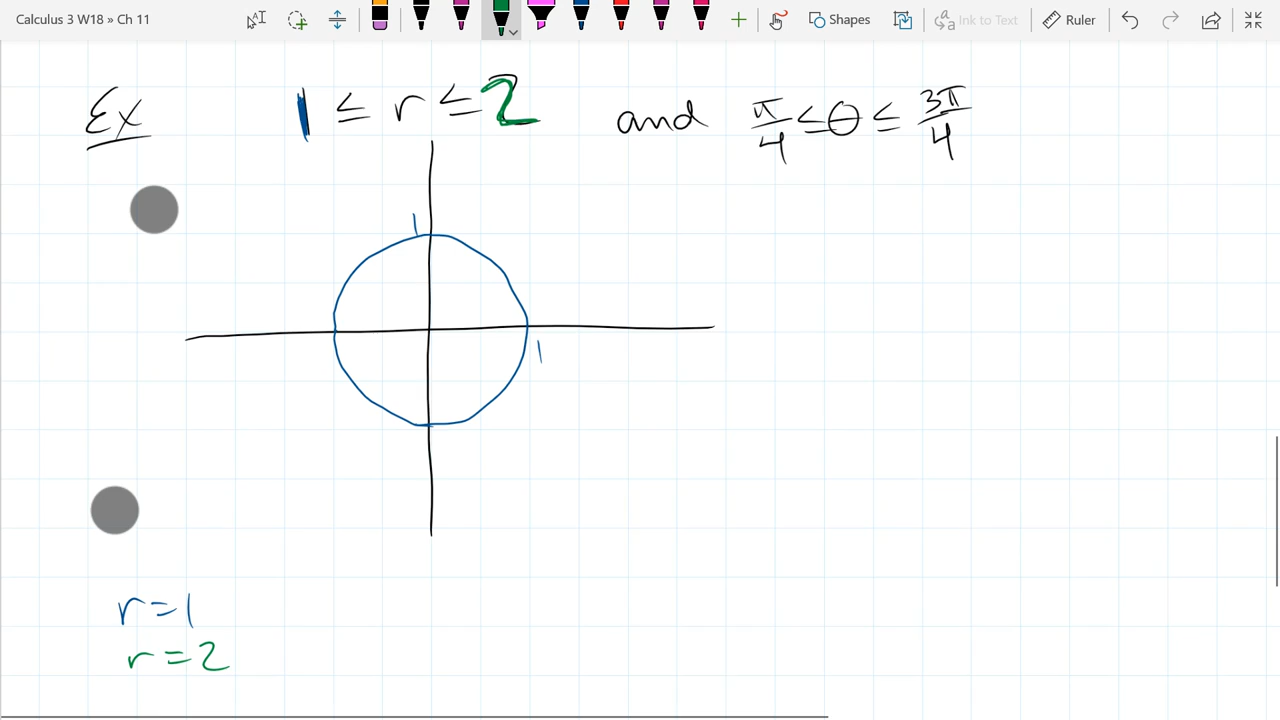 Calculus 3 W18 » Ch 11
Shapes
Ink to Text
Ruler
Ex 1 ≤ r ≤ 2 and π/4 ≤ θ ≤ 3π/4
1
1
r = 1
r = 2